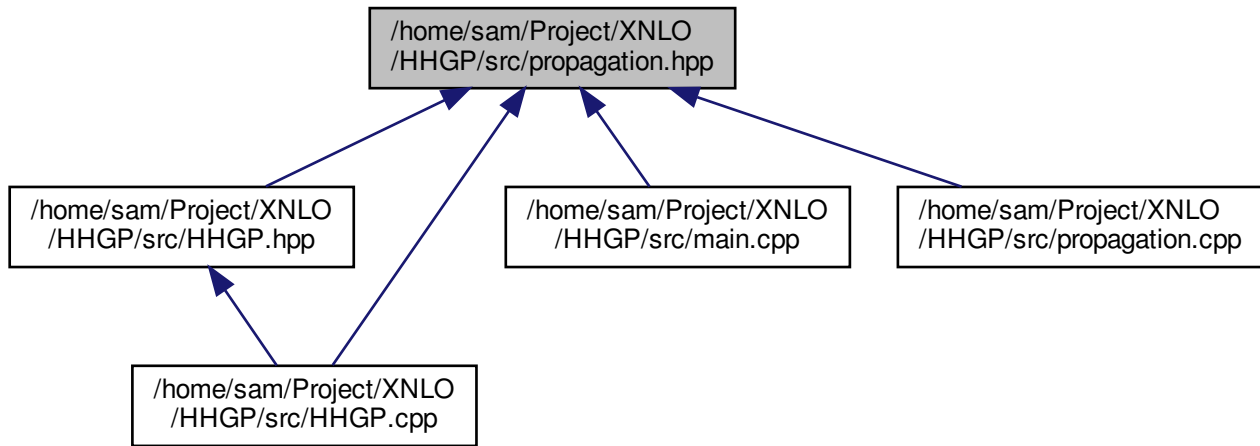 /home/sam/Project/XNLO
/HHGP/src/propagation.hpp
/home/sam/Project/XNLO
/HHGP/src/HHGP.hpp
/home/sam/Project/XNLO
/HHGP/src/main.cpp
/home/sam/Project/XNLO
/HHGP/src/propagation.cpp
/home/sam/Project/XNLO
/HHGP/src/HHGP.cpp